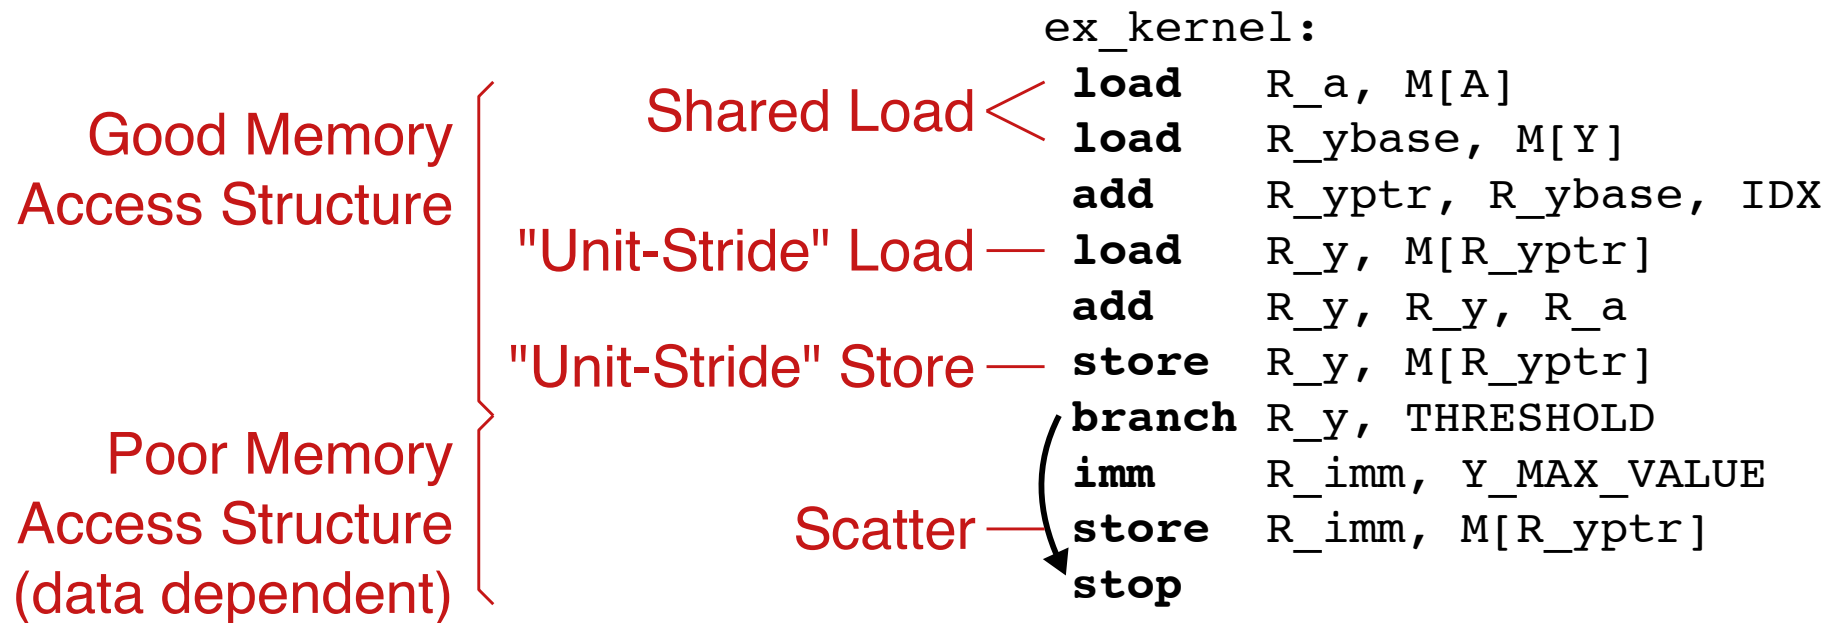 ex_kernel:
Good Memory
Access Structure
Shared Load
load R_a, M[A]
load R_ybase, M[Y]
add R_yptr, R_ybase, IDX
"Unit-Stride" Load
load R_y, M[R_yptr]
add R_y, R_y, R_a
"Unit-Stride" Store
store R_y, M[R_yptr]
branch R_y, THRESHOLD
Poor Memory
Access Structure
(data dependent)
imm R_imm, Y_MAX_VALUE
Scatter
store R_imm, M[R_yptr]
stop